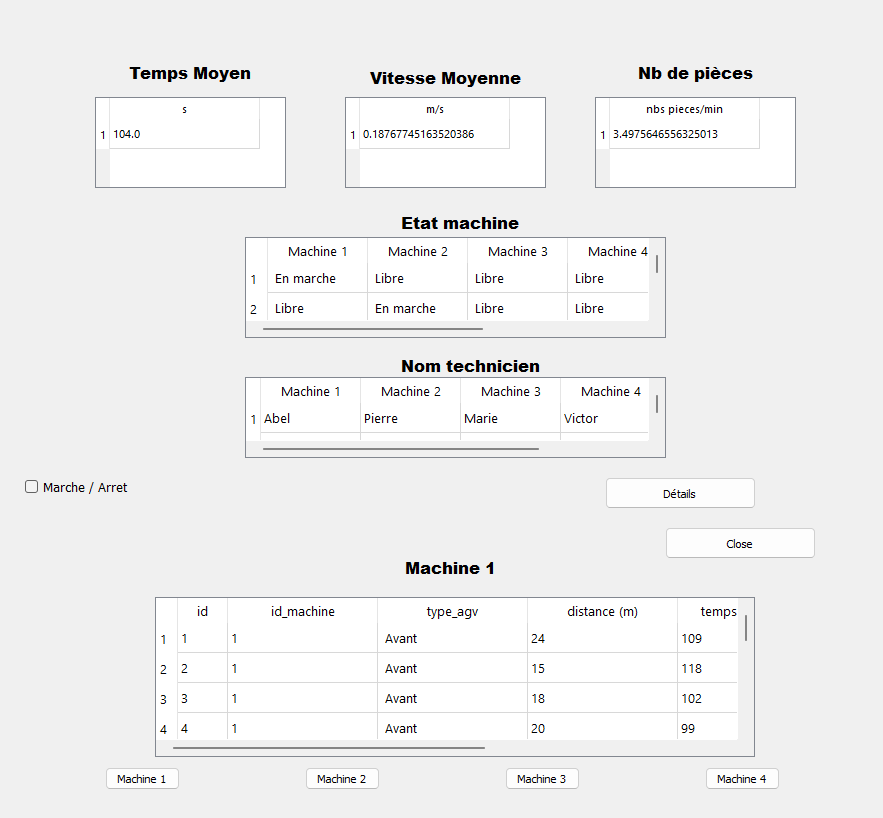 Temps Moyen Vitesse Moyenne Nb de pièces
s m/s nbs pieces/min
1 104.0 1 0.18767745163520386 1 3.4975646556325013
Etat machine
Machine 1 Machine 2 Machine 3 Machine 4
1 En marche Libre Libre Libre
2 Libre En marche Libre Libre
Nom technicien
Machine 1 Machine 2 Machine 3 Machine 4
1 Abel Pierre Marie Victor
Marche / Arret Détails
Close
Machine 1
id id_machine type_agv distance (m) temps
1 1 1 Avant 24 109
2 2 1 Avant 15 118
3 3 1 Avant 18 102
4 4 1 Avant 20 99
Machine 1 Machine 2 Machine 3 Machine 4